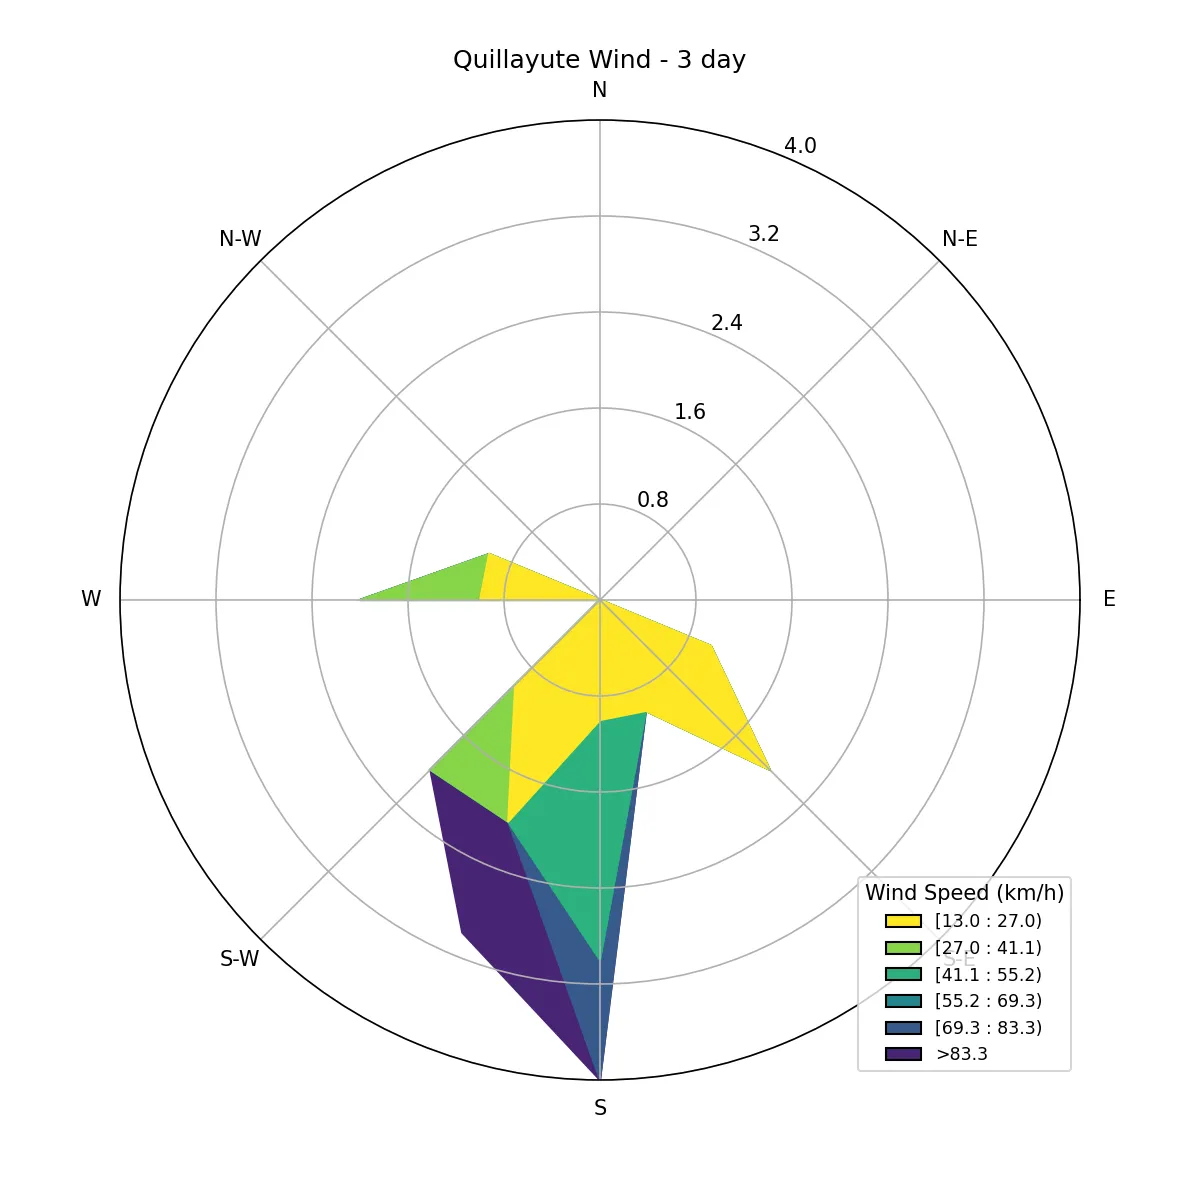 Quillayute Wind - 3 day
N
4.0
N-W
3.2
N-E
2.4
1.6
0.8
W
E
S-W
S-E
S
Wind Speed (km/h)
[13.0 : 27.0)
[27.0 : 41.1)
[41.1 : 55.2)
[55.2 : 69.3)
[69.3 : 83.3)
>83.3